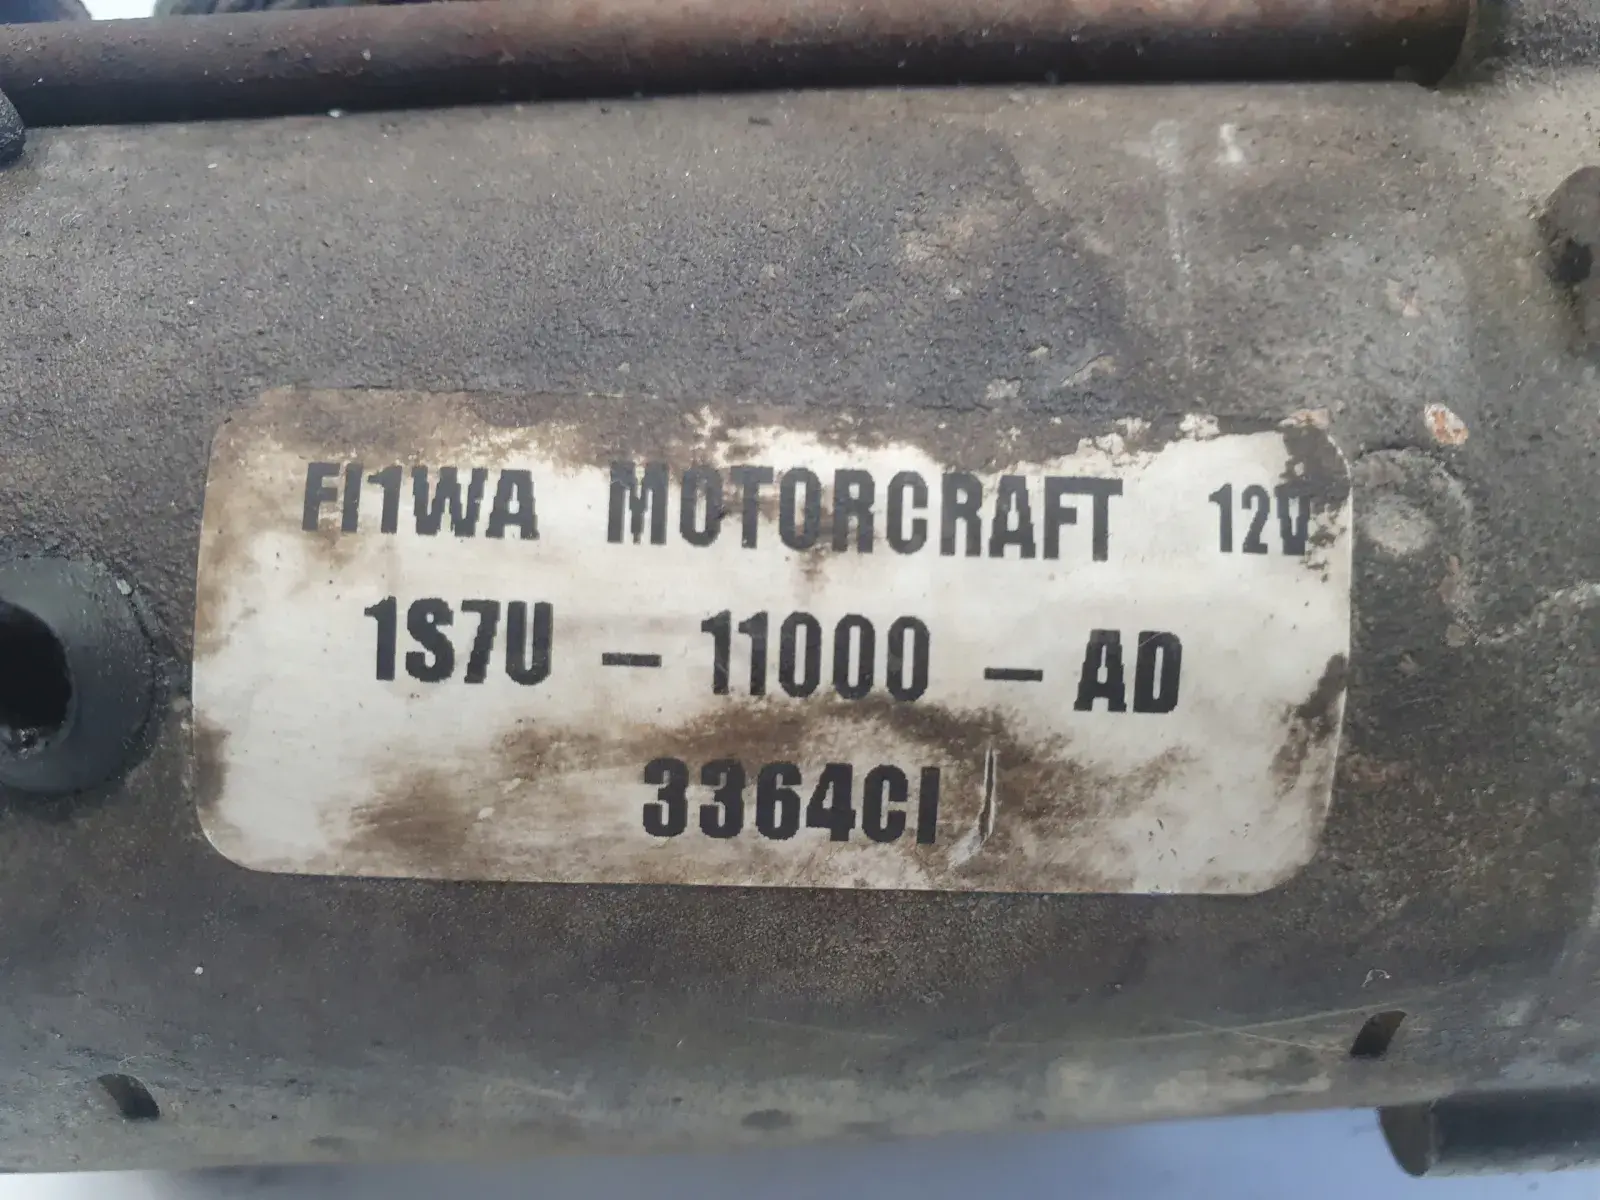 FI1WA MOTORCRAFT 12V
1S7U - 11000 - AD
3364CI